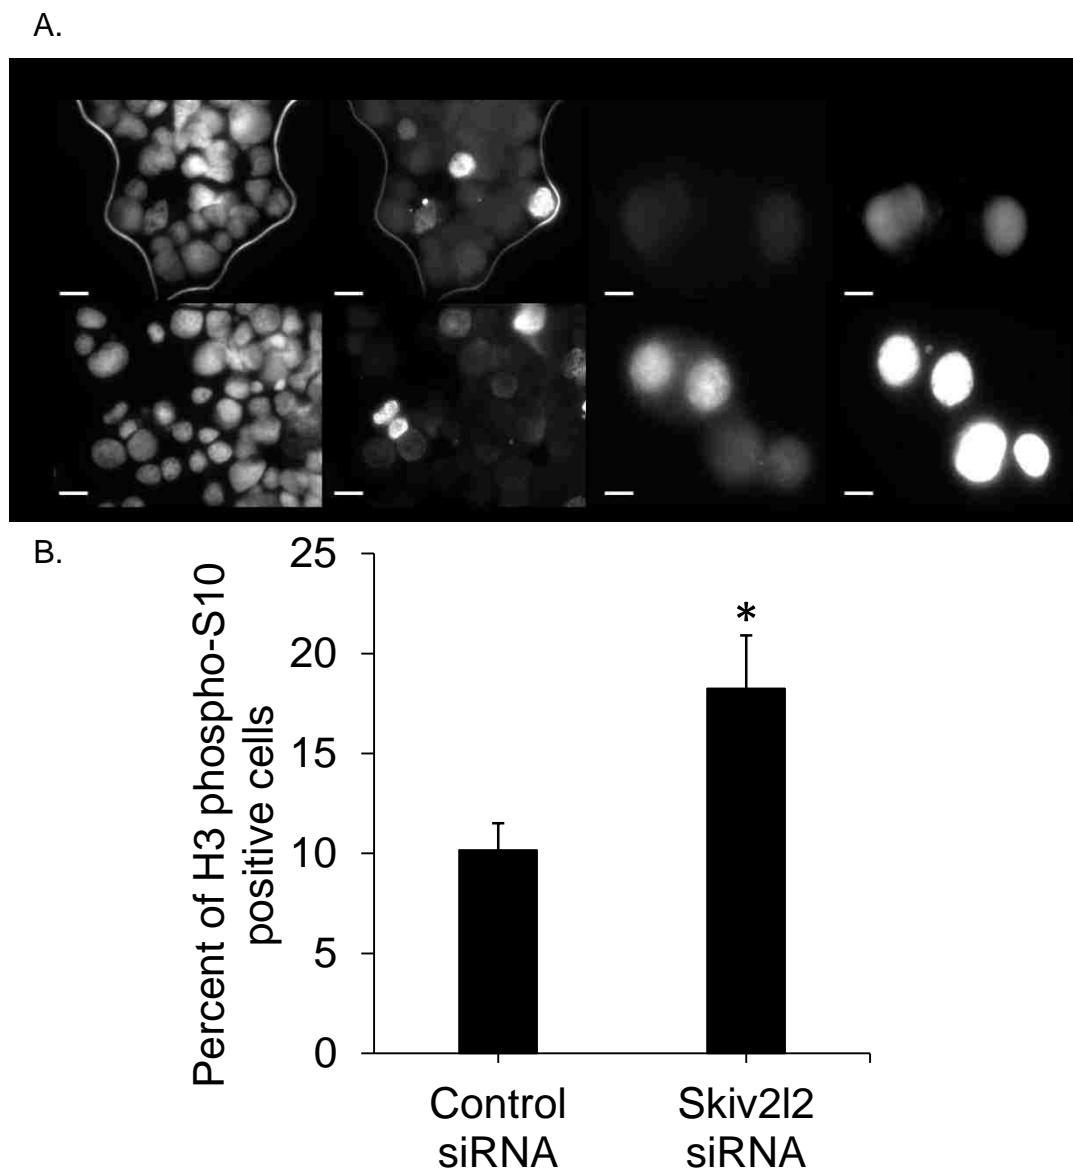 A.
B.
25
20
15
10
5
0
Percent of H3 phospho-S10
positive cells
*
Control
siRNA
Skiv2l2
siRNA